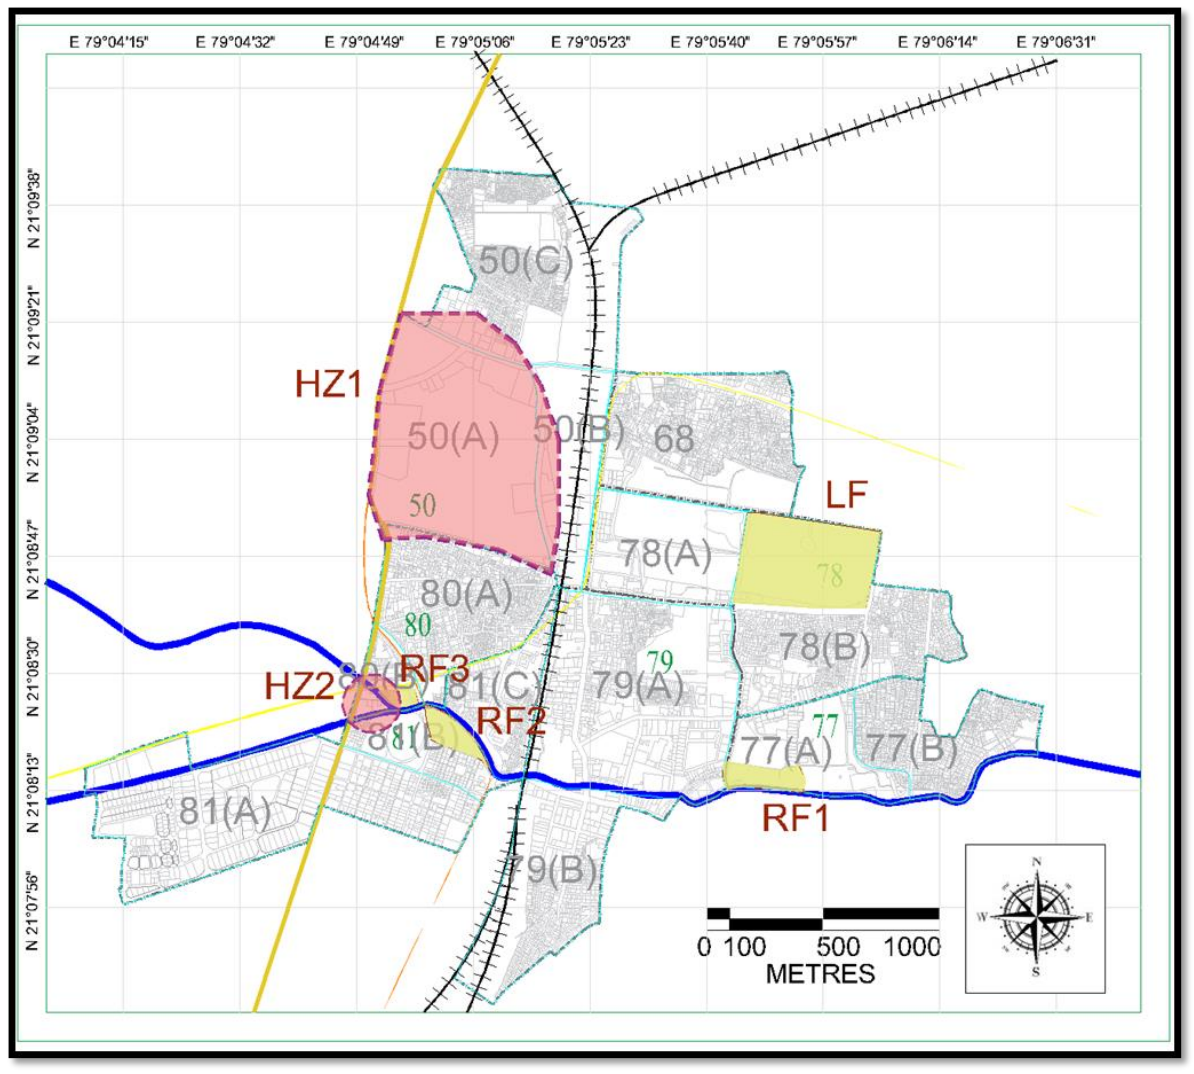 E 79°04'15" E 79°04'32" E 79°04'49" E 79°05'06" E 79°05'23" E 79°05'40" E 79°05'57" E 79°06'14" E 79°06'31"
N 21°09'38"
N 21°09'21"
N 21°09'04"
N 21°08'47"
N 21°08'30"
N 21°08'13"
N 21°07'56"
50(C)
HZ1
50(A)
50(B)
68
50
LF
78(A)
78
80(A)
80
78(B)
79
80(B)
RF3
HZ2
81(C)
79(A)
RF2
81(B)
81
77
77(A)
77(B)
81(A)
RF1
79(B)
N
W
E
S
0 100 500 1000
METRES